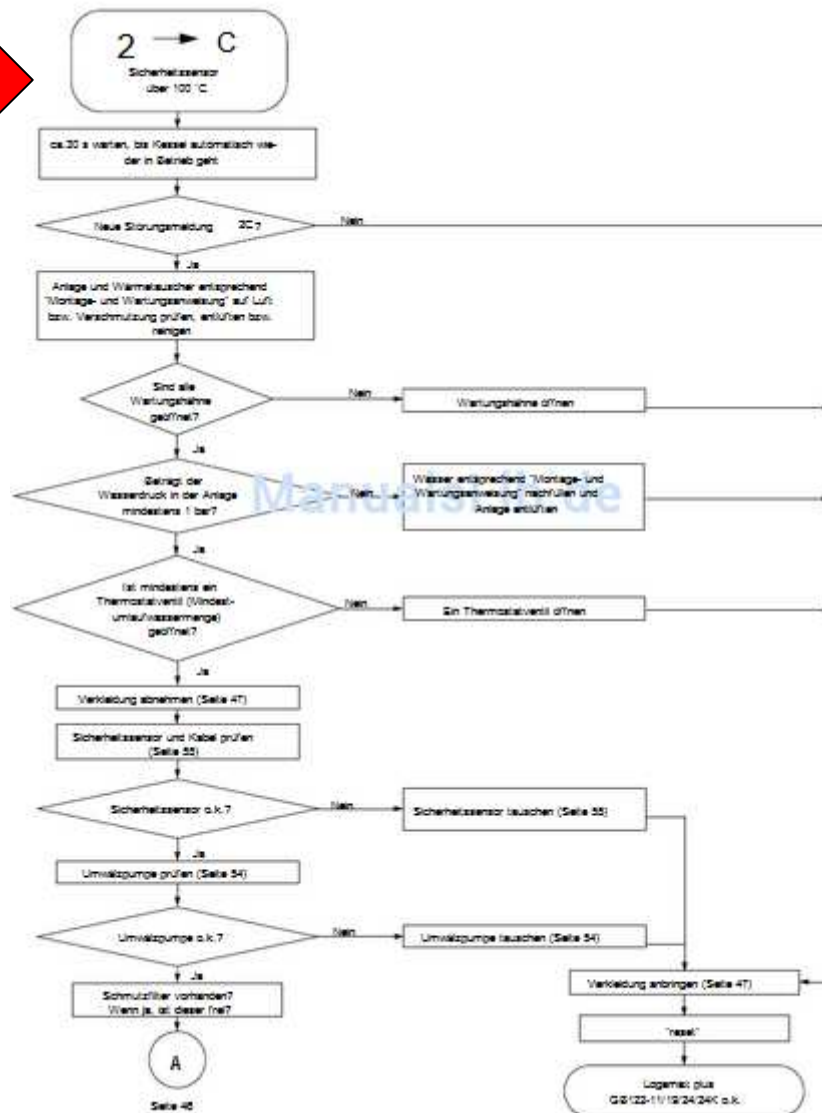 2 → C
Sicherheitssensor
über 100 °C
ca.30 s warten, bis Kessel automatisch wie-
der in Betrieb geht
Neue Störungsmeldung 2C?
Nein
Ja
Anlage und Wärmetauscher entsprechend
"Montage- und Wartungsanweisung" auf Luft
bzw. Verschmutzung prüfen, entlüften bzw.
reinigen
Sind alle
Wartungshähne
geöffnet?
Nein
Wartungshähne öffnen
Ja
Beträgt der
Wasserdruck in der Anlage
mindestens 1 bar?
Nein
Wasser entsprechend "Montage- und
Wartungsanweisung" nachfüllen und
Anlage entlüften
Ja
Ist mindestens ein
Thermostatventil (Mindest-
umlaufwassermenge)
geöffnet?
Nein
Ein Thermostatventil öffnen
Ja
Verkleidung abnehmen (Seite 47)
Sicherheitssensor und Kabel prüfen
(Seite 55)
Sicherheitssensor o.k.?
Nein
Sicherheitssensor tauschen (Seite 55)
Ja
Umwälzpumpe prüfen (Seite 54)
Umwälzpumpe o.k.?
Nein
Umwälzpumpe tauschen (Seite 54)
Ja
Schmutzfilter vorhanden?
Wenn ja, ist dieser frei?
Verkleidung anbringen (Seite 47)
"reset"
A
Seite 46
Logamax plus
GB122-11/19/24/24K o.k.